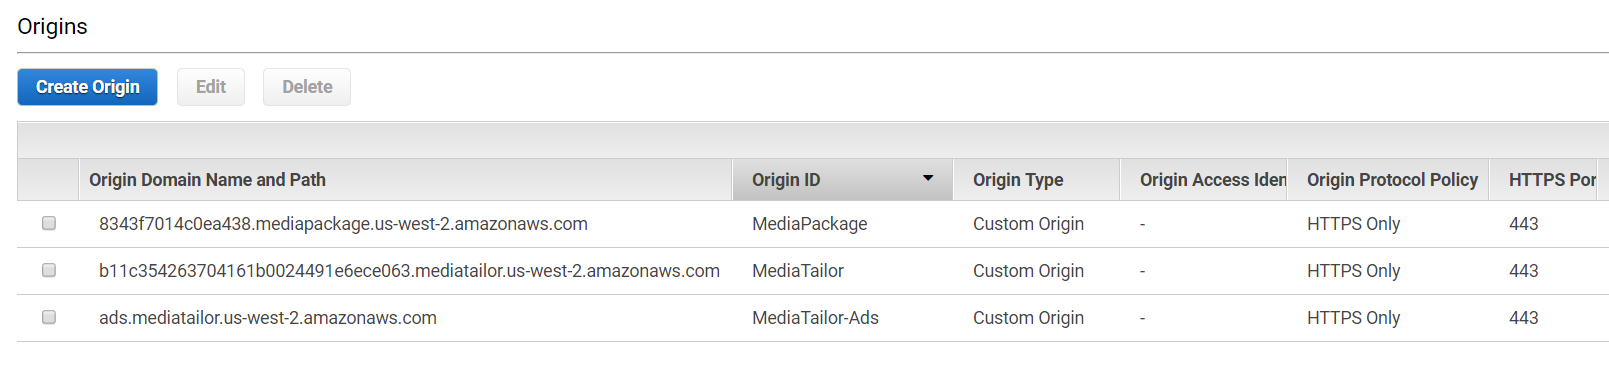 Origins
Create Origin Edit Delete
Origin Domain Name and Path Origin ID Origin Type Origin Access Iden Origin Protocol Policy HTTPS Por
8343f7014c0ea438.mediapackage.us-west-2.amazonaws.com MediaPackage Custom Origin - HTTPS Only 443
b11c354263704161b0024491e6ece063.mediatailor.us-west-2.amazonaws.com MediaTailor Custom Origin - HTTPS Only 443
ads.mediatailor.us-west-2.amazonaws.com MediaTailor-Ads Custom Origin - HTTPS Only 443